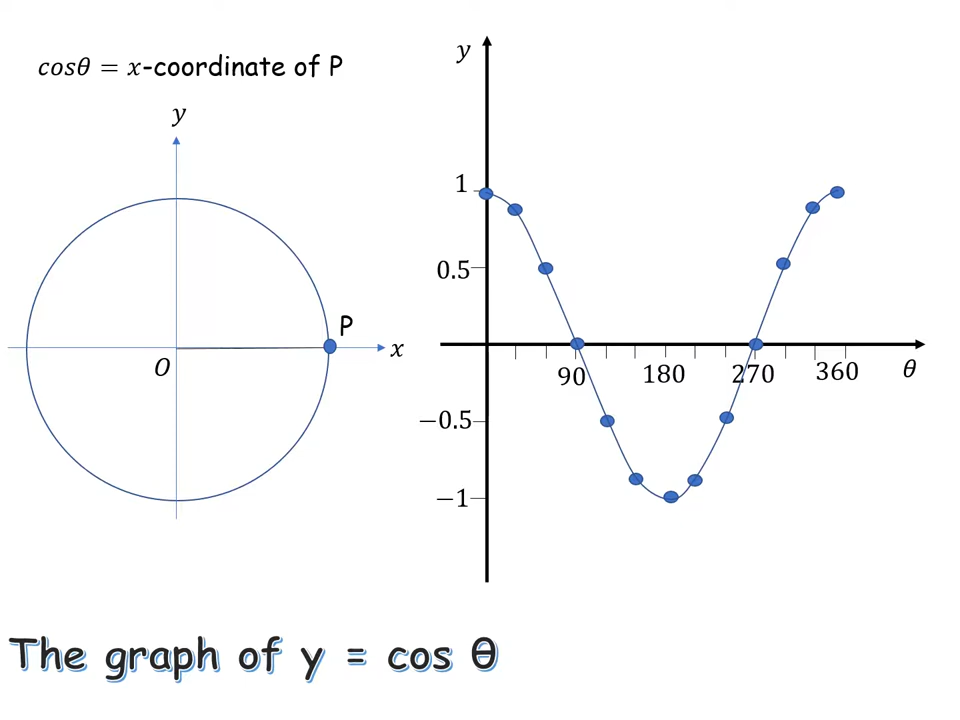 cosθ = x-coordinate of P
y
P
x
O
y
1
0.5
−0.5
−1
90 180 270 360 θ
The graph of y = cos θ